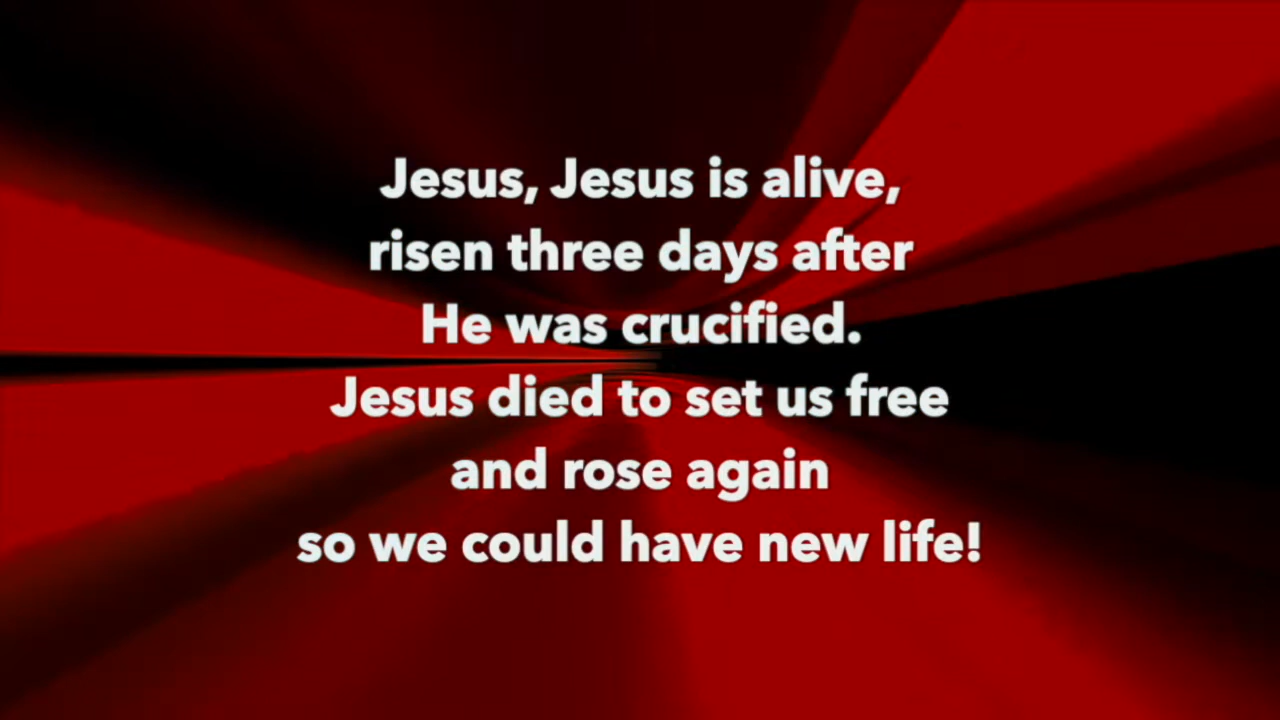 Jesus, Jesus is alive,
risen three days after
He was crucified.
Jesus died to set us free
and rose again
so we could have new life!